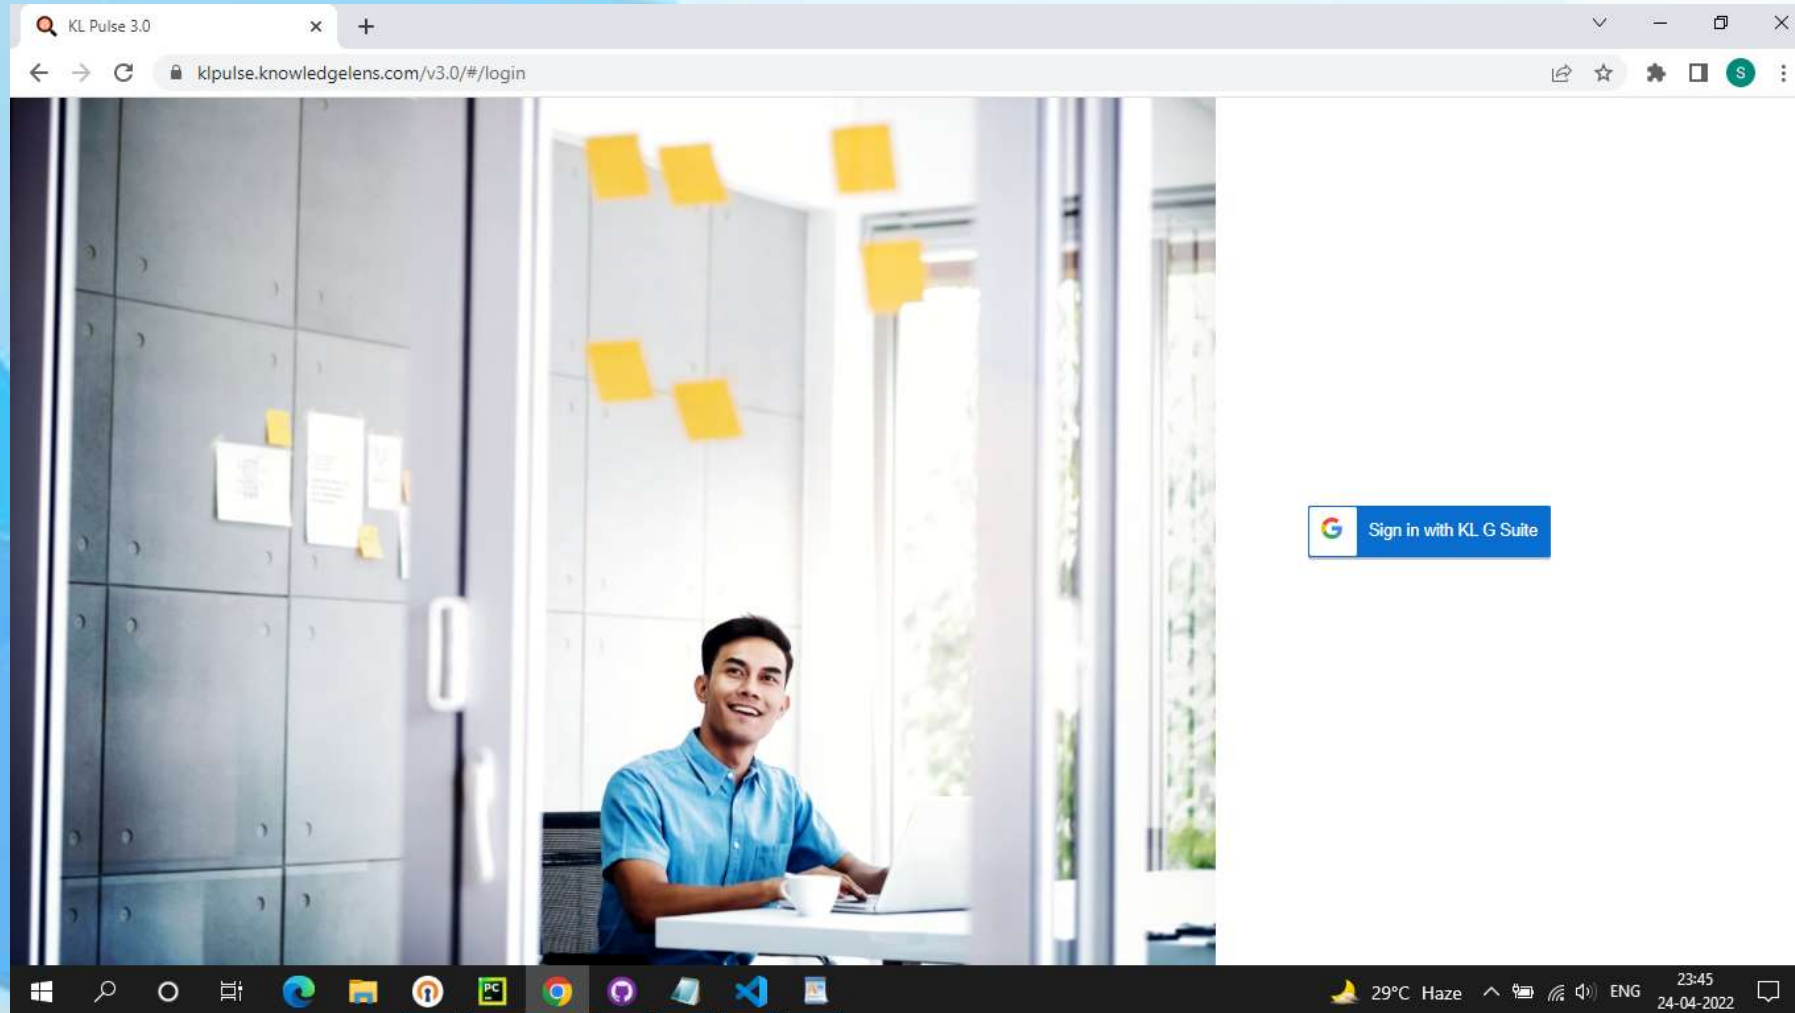 KL Pulse 3.0
klpulse.knowledgelens.com/v3.0/#/login
S
Sign in with KL G Suite
PC
29°C Haze
ENG
23:45
24-04-2022